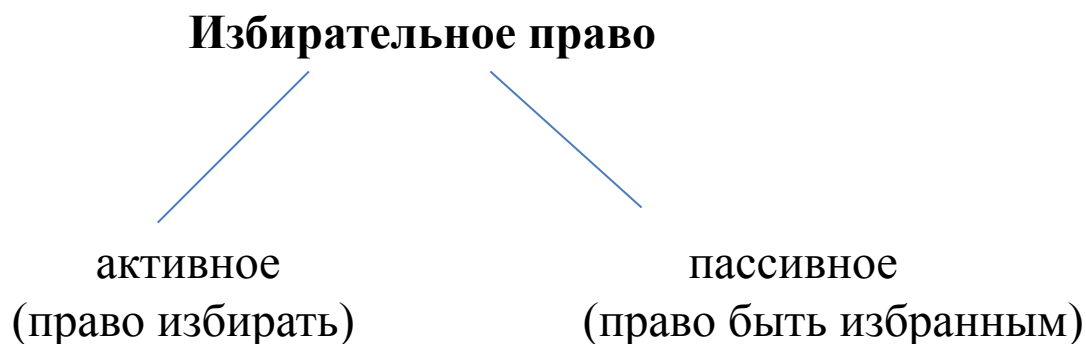 Избирательное право
активное пассивное
(право избирать) (право быть избранным)